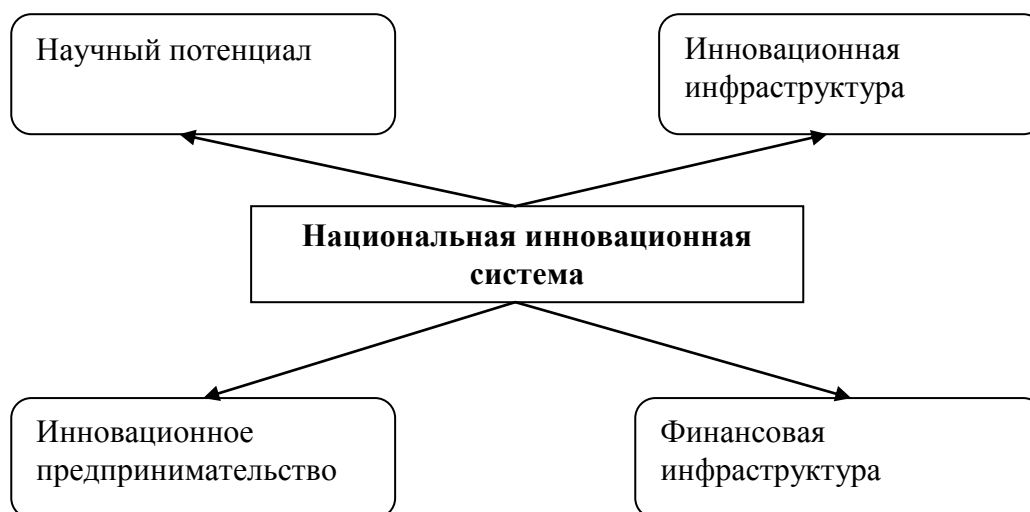 Научный потенциал
Инновационная
инфраструктура
Национальная инновационная
система
Инновационное
предпринимательство
Финансовая
инфраструктура